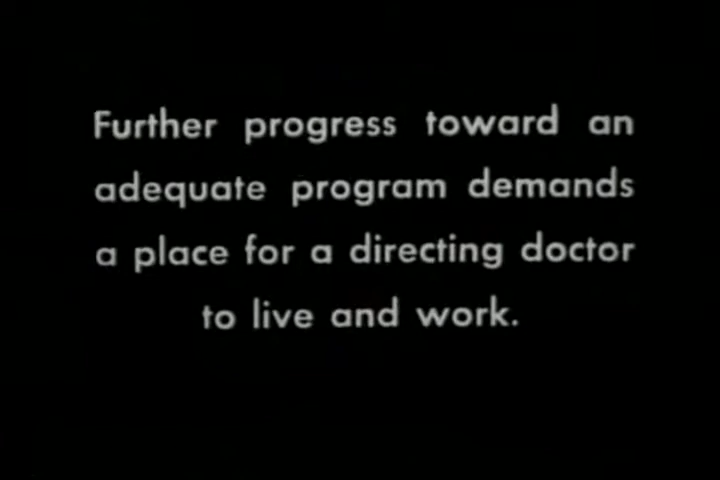 Further progress toward an
adequate program demands
a place for a directing doctor
to live and work.